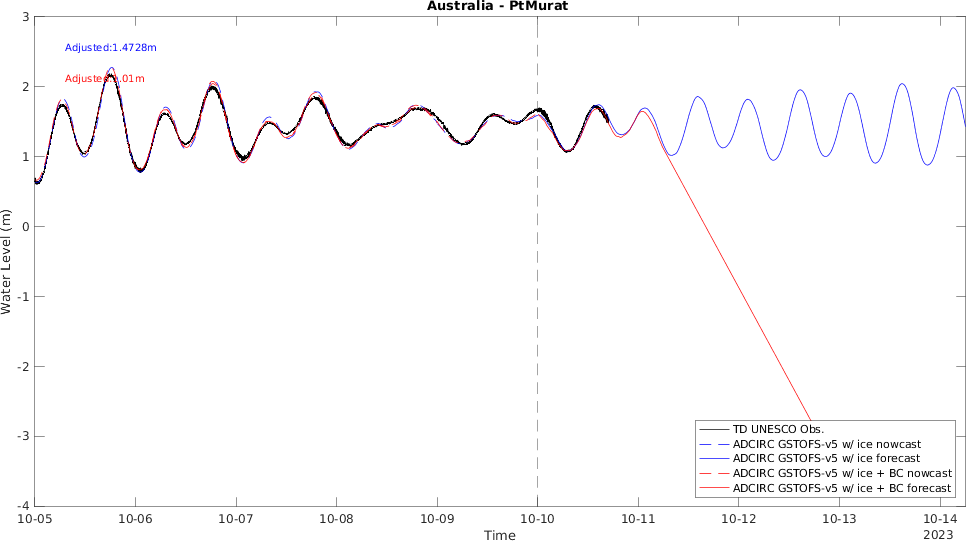 Australia - PtMurat
Adjusted:1.4728m
Adjusted: .01m
Water Level (m)
3
2
1
0
-1
-2
-3
-4
TD UNESCO Obs.
ADCIRC GSTOFS-v5 w/ ice nowcast
ADCIRC GSTOFS-v5 w/ ice forecast
ADCIRC GSTOFS-v5 w/ ice + BC nowcast
ADCIRC GSTOFS-v5 w/ ice + BC forecast
10-05 10-06 10-07 10-08 10-09 10-10 10-11 10-12 10-13 10-14
Time
2023